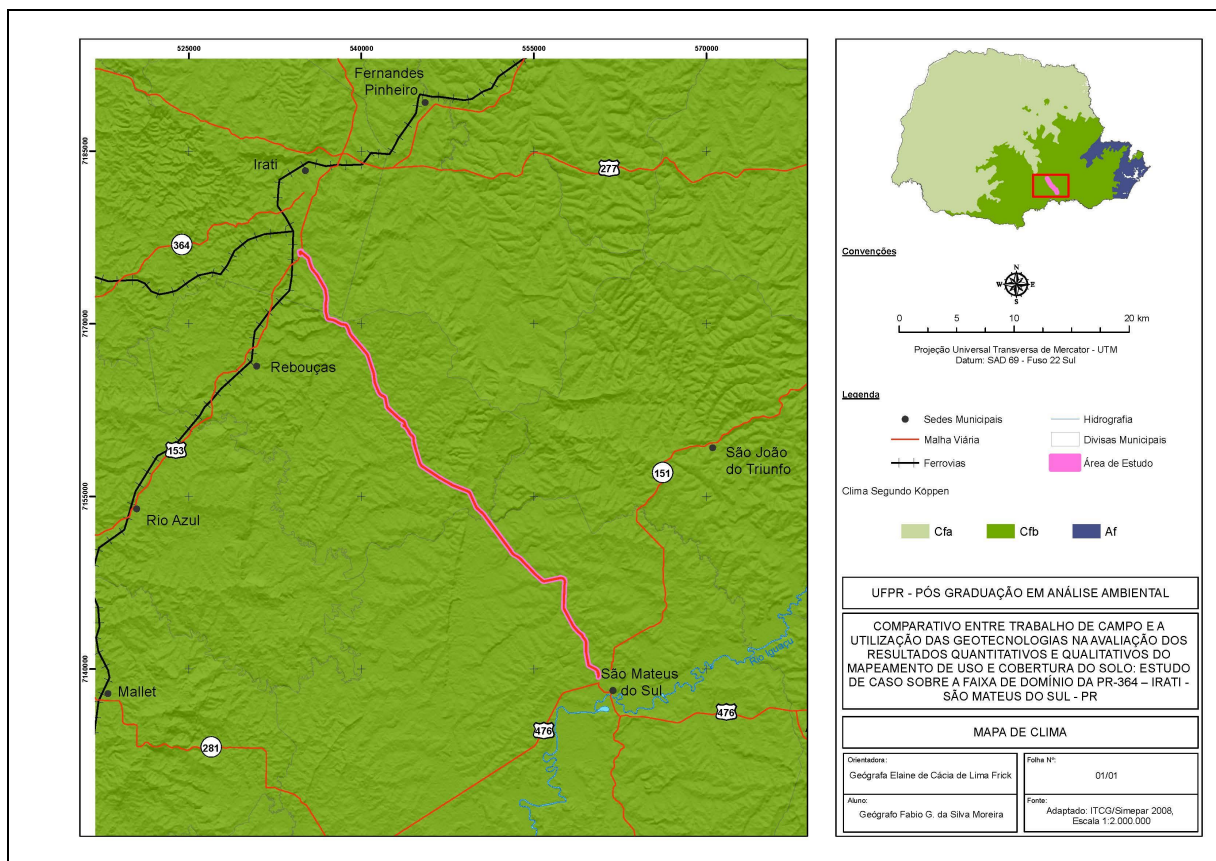 525000
540000
555000
570000
7185000
7170000
7155000
7140000
Fernandes
Pinheiro
Irati
277
364
Rebouças
São João
do Triunfo
151
153
Rio Azul
Rio Iguaçu
São Mateus
do Sul
Mallet
476
476
281
Convenções
N
W E
S
0 5 10 20 km
Projeção Universal Transversa de Mercator - UTM
Datum: SAD 69 - Fuso 22 Sul
Legenda
Sedes Municipais
Hidrografia
Malha Viária
Divisas Municipais
Ferrovias
Área de Estudo
Clima Segundo Köppen
Cfa Cfb Af
UFPR - PÓS GRADUAÇÃO EM ANÁLISE AMBIENTAL
COMPARATIVO ENTRE TRABALHO DE CAMPO E A
UTILIZAÇÃO DAS GEOTECNOLOGIAS NA AVALIAÇÃO DOS
RESULTADOS QUANTITATIVOS E QUALITATIVOS DO
MAPEAMENTO DE USO E COBERTURA DO SOLO: ESTUDO
DE CASO SOBRE A FAIXA DE DOMÍNIO DA PR-364 – IRATI -
SÃO MATEUS DO SUL - PR
MAPA DE CLIMA
Orientadora:
Geógrafa Elaine de Cácia de Lima Frick
Folha Nº:
01/01
Aluno:
Geógrafo Fabio G. da Silva Moreira
Fonte:
Adaptado: ITCG/Simepar 2008,
Escala 1:2.000.000